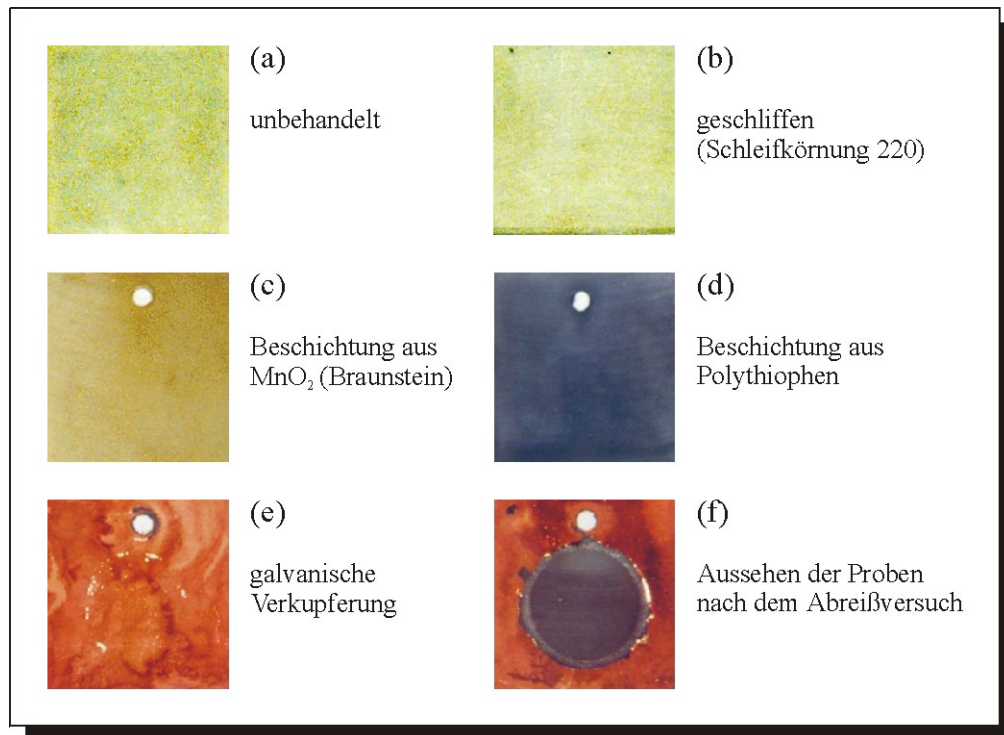 (a)
unbehandelt
(b)
geschliffen
(Schleifkörnung 220)
(c)
Beschichtung aus
MnO₂ (Braunstein)
(d)
Beschichtung aus
Polythiophen
(e)
galvanische
Verkupferung
(f)
Aussehen der Proben
nach dem Abreißversuch